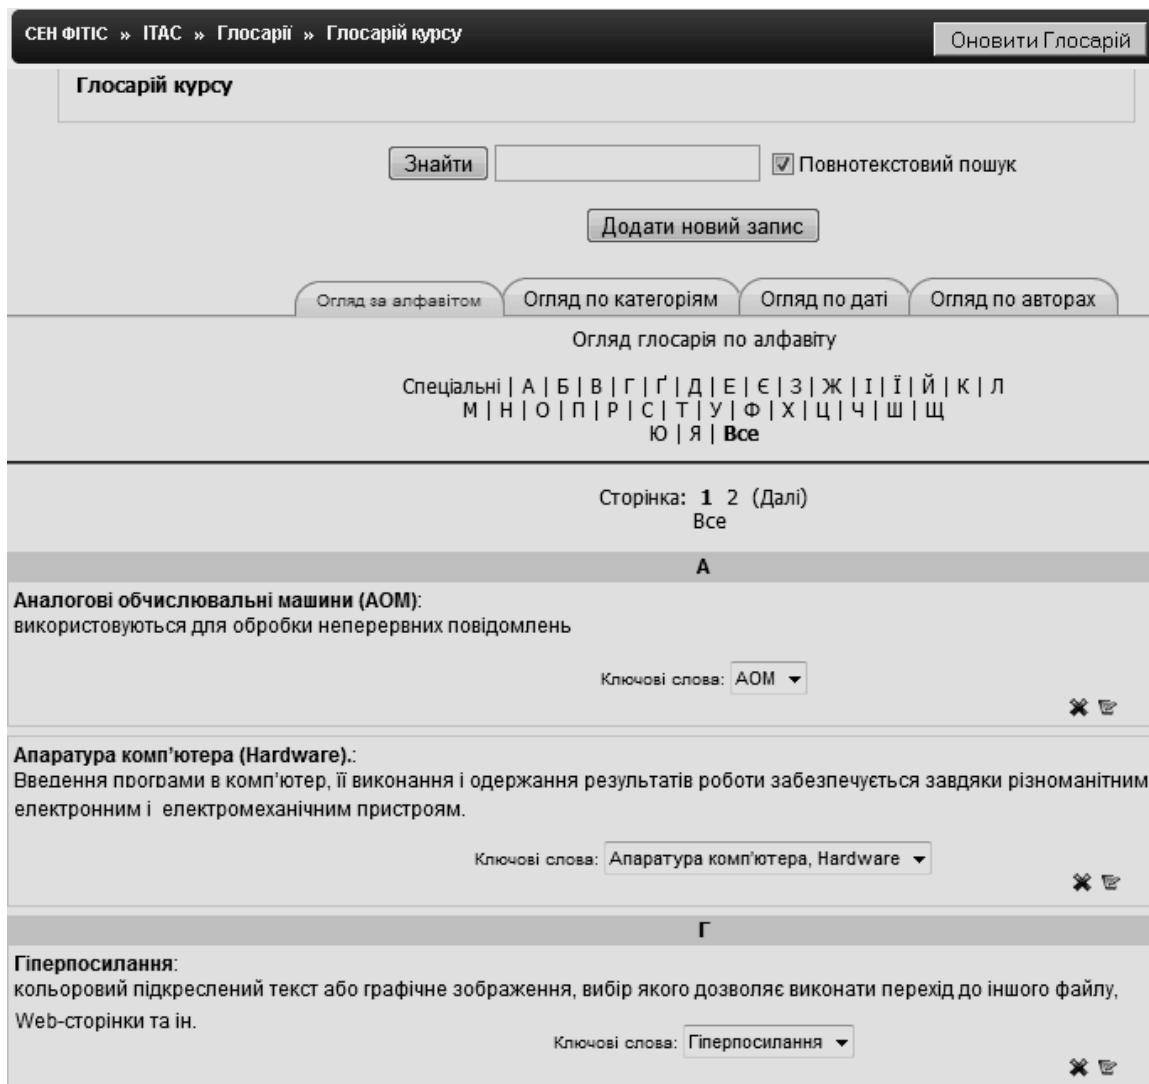 СЕН ФІТІС » ІТАС » Глосарії » Глосарій курсу
Оновити Глосарій
Глосарій курсу
Знайти
Повнотекстовий пошук
Додати новий запис
Огляд за алфавітом
Огляд по категоріям
Огляд по даті
Огляд по авторах
Огляд глосарія по алфавіту
Спеціальні | А | Б | В | Г | Ґ | Д | Е | Є | З | Ж | І | Ї | Й | К | Л
М | Н | О | П | Р | С | Т | У | Ф | Х | Ц | Ч | Ш | Щ
Ю | Я | Все
Сторінка: 1 2 (Далі)
Все
А
Аналогові обчислювальні машини (АОМ):
використовуються для обробки неперервних повідомлень
Ключові слова: АОМ
Апаратура комп'ютера (Hardware).:
Введення програми в комп'ютер, її виконання і одержання результатів роботи забезпечується завдяки різноманітним
електронним і електромеханічним пристроям.
Ключові слова: Апаратура комп'ютера, Hardware
Г
Гіперпосилання:
кольоровий підкреслений текст або графічне зображення, вибір якого дозволяє виконати перехід до іншого файлу,
Web-сторінки та ін.
Ключові слова: Гіперпосилання